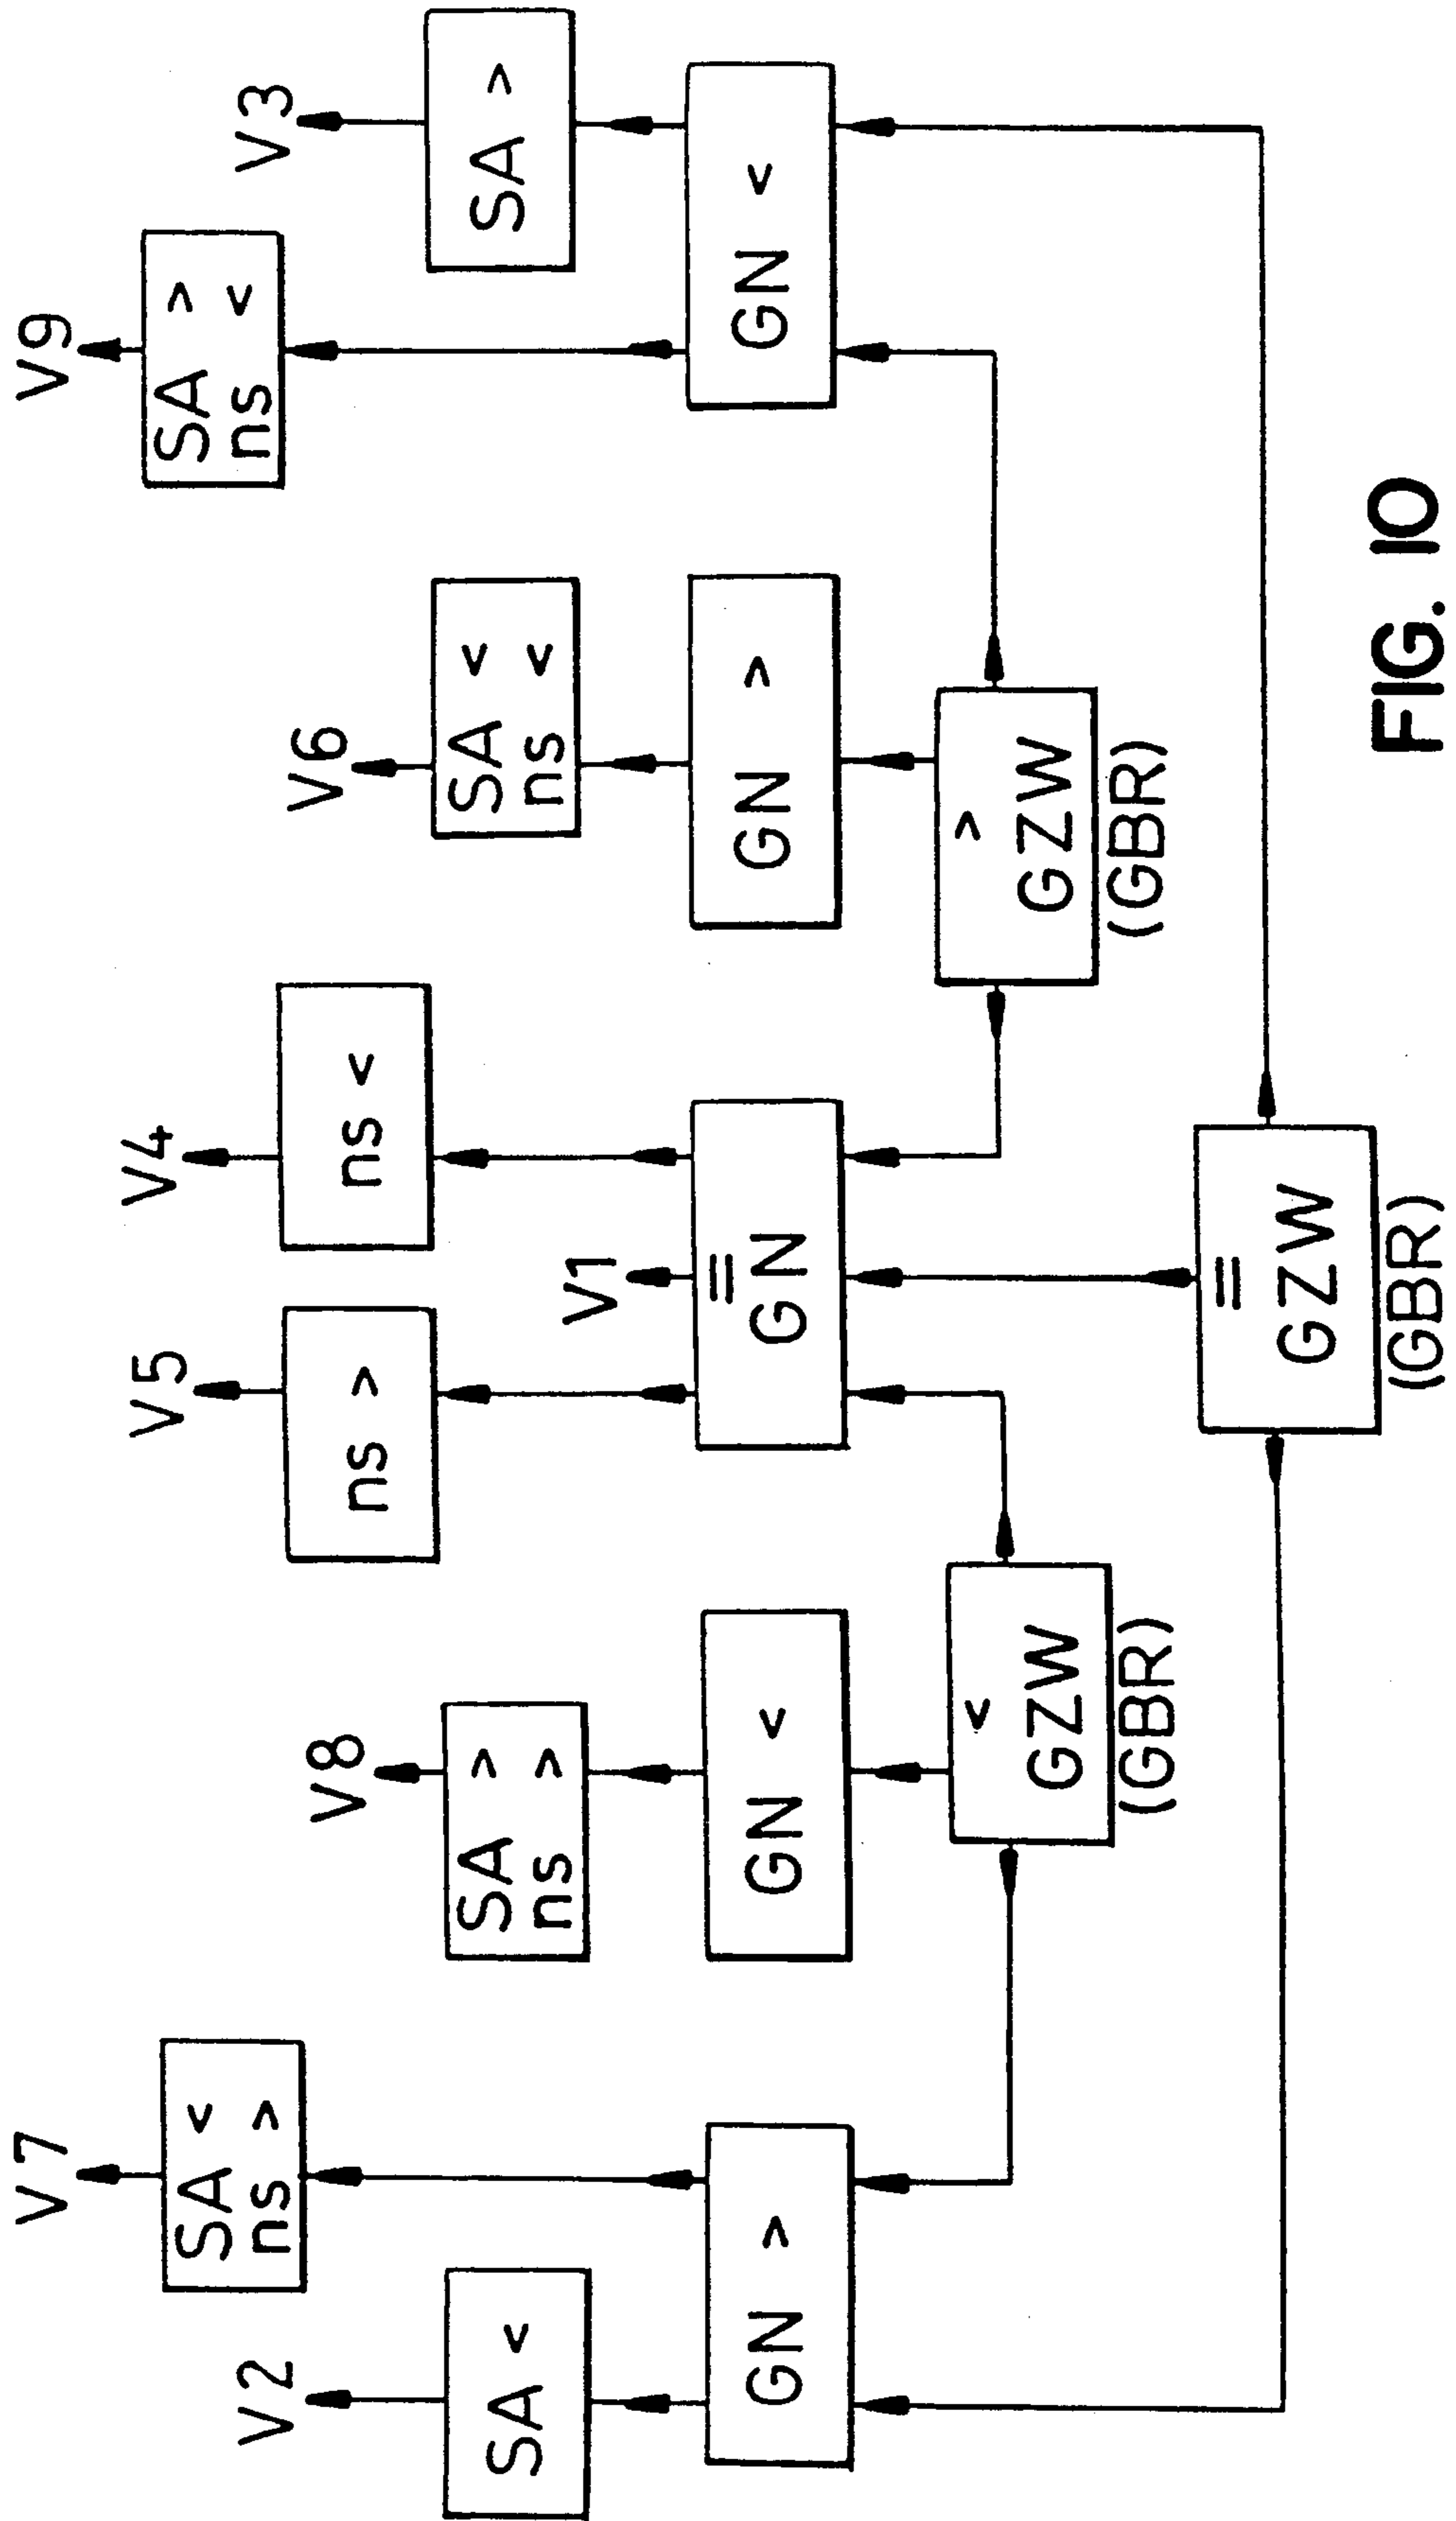 V7
V9
SA <
ns >
SA >
ns <
V5
V4
V2
V8
ns >
ns <
V6
V3
SA <
SA >
ns >
V1
SA <
ns <
SA >
GN >
GN <
=
GN
GN >
GN <
<
GZW
(GBR)
>
GZW
(GBR)
=
GZW
(GBR)
FIG. 10